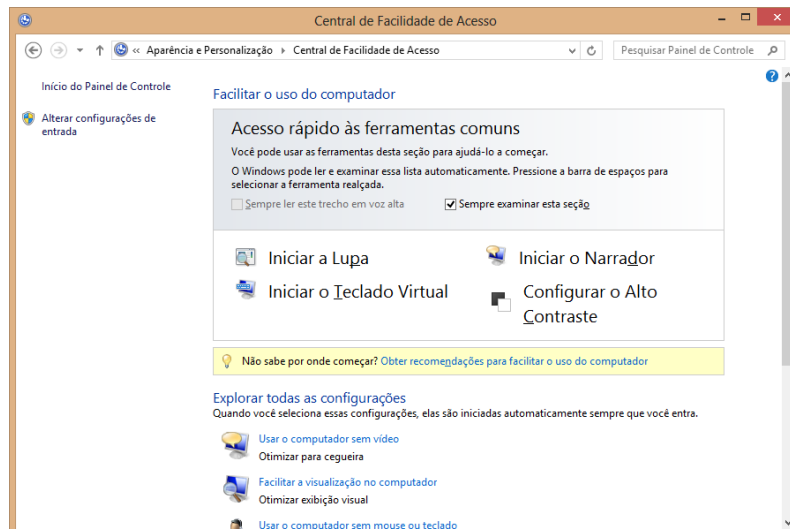 Central de Facilidade de Acesso
« Aparência e Personalização ▸ Central de Facilidade de Acesso
Pesquisar Painel de Controle
Início do Painel de Controle
Alterar configurações de
entrada
Facilitar o uso do computador
Acesso rápido às ferramentas comuns
Você pode usar as ferramentas desta seção para ajudá-lo a começar.
O Windows pode ler e examinar essa lista automaticamente. Pressione a barra de espaços para
selecionar a ferramenta realçada.
Sempre ler este trecho em voz alta
Sempre examinar esta seção
Iniciar a Lupa
Iniciar o Narrador
Iniciar o Teclado Virtual
Configurar o Alto
Contraste
Não sabe por onde começar? Obter recomendações para facilitar o uso do computador
Explorar todas as configurações
Quando você seleciona essas configurações, elas são iniciadas automaticamente sempre que você entra.
Usar o computador sem vídeo
Otimizar para cegueira
Facilitar a visualização no computador
Otimizar exibição visual
Usar o computador sem mouse ou teclado